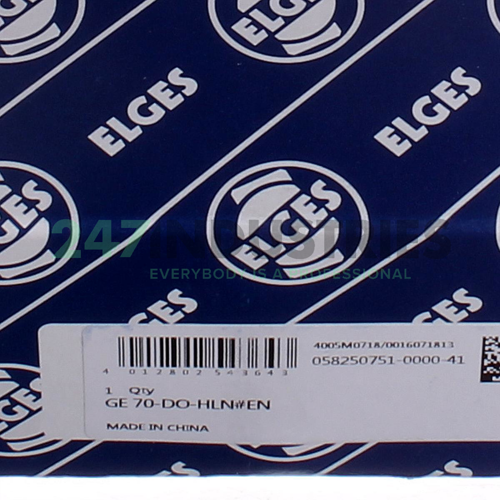 ELGES
ELGES
ELGES
ELGES
ELGES
ELGES
247INDUSTRIES
EVERYBODY IS A PROFESSIONAL
ELGES
4005M0718/0016071813
058250751-0000-41
4 012802 543643
1 Qty
GE 70-DO-HLN#EN
MADE IN CHINA
ELGES
ELGES